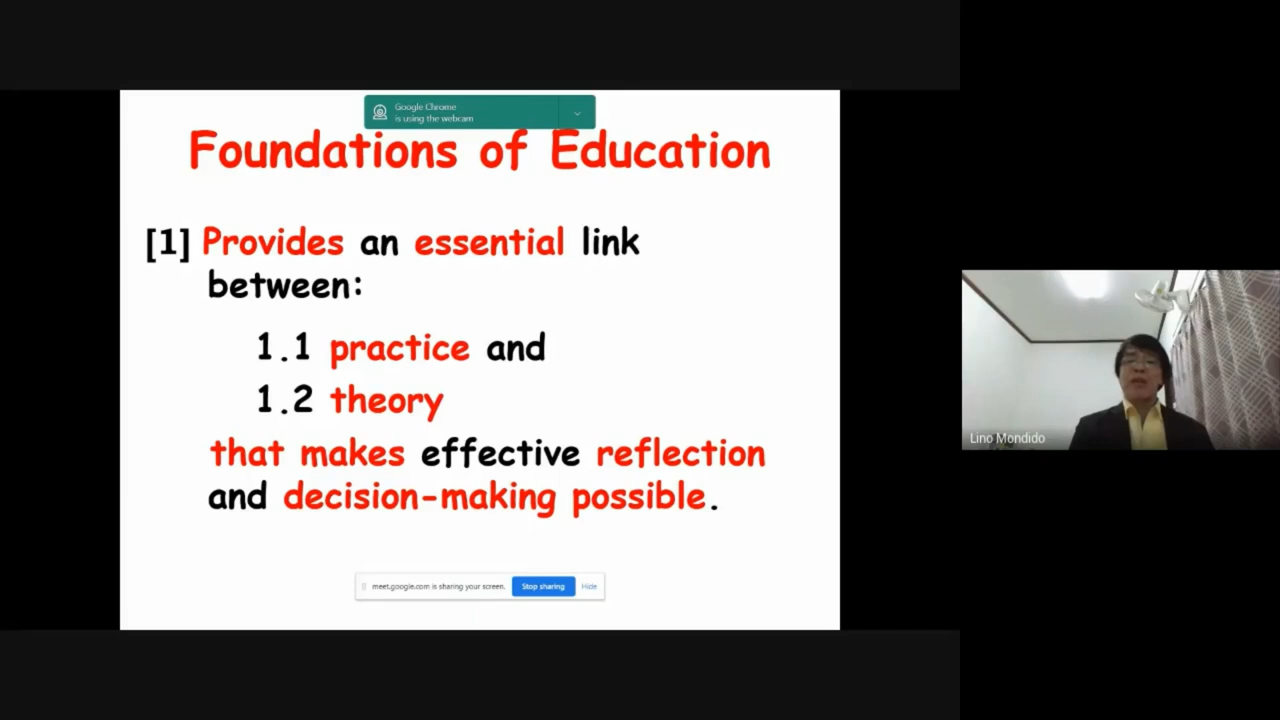 Google Chrome
is using the webcam
Foundations of Education
[1] Provides an essential link
between:
1.1 practice and
1.2 theory
that makes effective reflection
and decision-making possible.
meet.google.com is sharing your screen.
Stop sharing
Hide
Lino Mondido